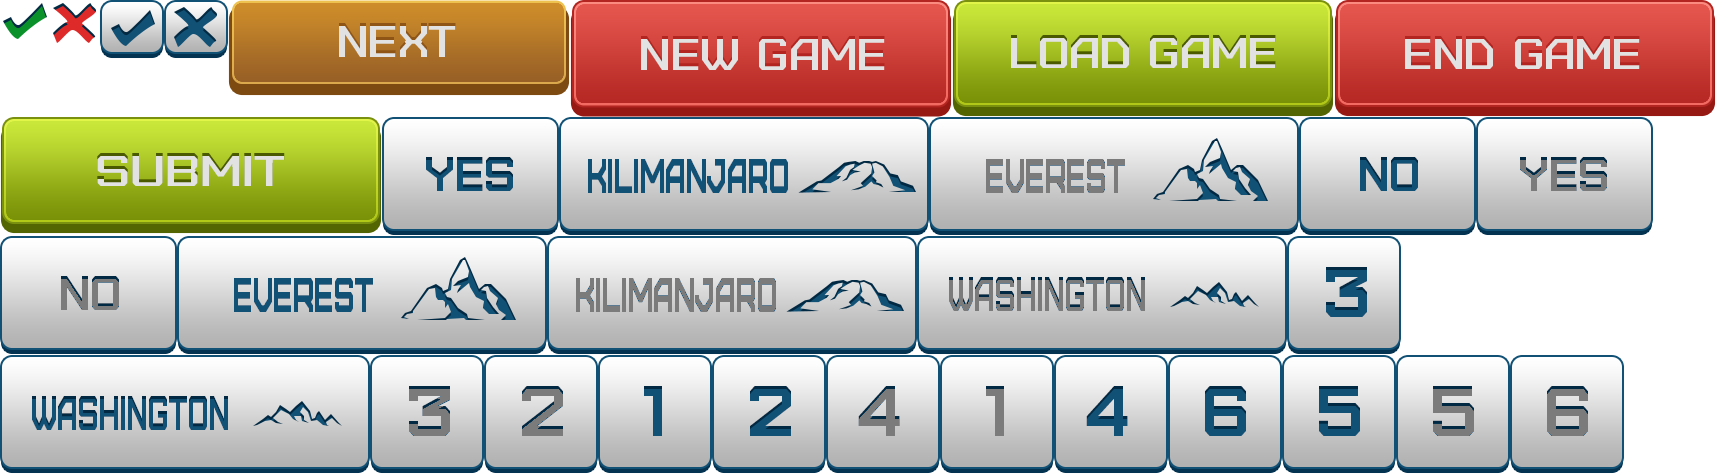 NEXT
NEW GAME
LOAD GAME
END GAME
SUBMIT
YES
KILIMANJARO
EVEREST
NO
YES
NO
EVEREST
KILIMANJARO
WASHINGTON
3
WASHINGTON
3
2
1
2
4
1
4
6
5
5
6